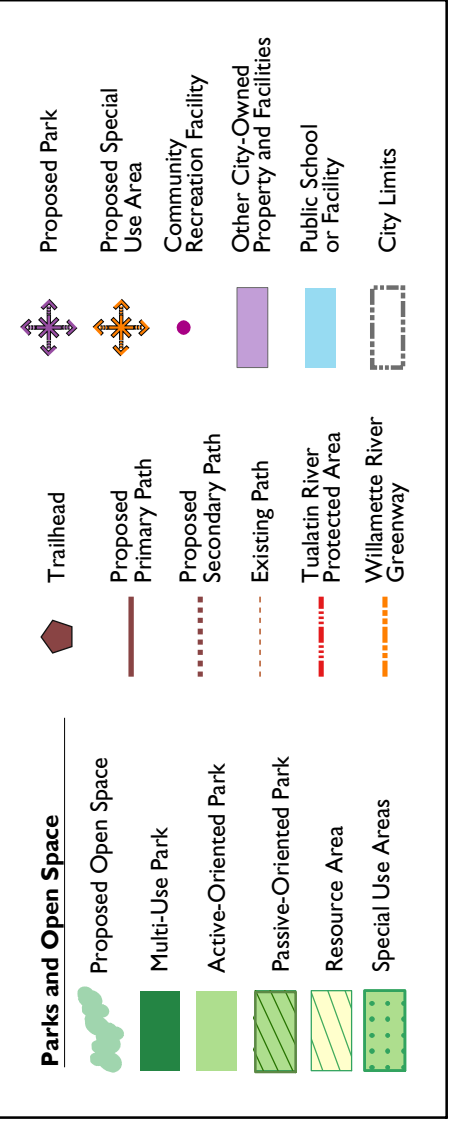 Parks and Open Space
Proposed Open Space
Multi-Use Park
Active-Oriented Park
Passive-Oriented Park
Resource Area
Special Use Areas
Trailhead
Proposed
Primary Path
Proposed
Secondary Path
Existing Path
Tualatin River
Protected Area
Willamette River
Greenway
Proposed Park
Proposed Special
Use Area
Community
Recreation Facility
Other City-Owned
Property and Facilities
Public School
or Facility
City Limits